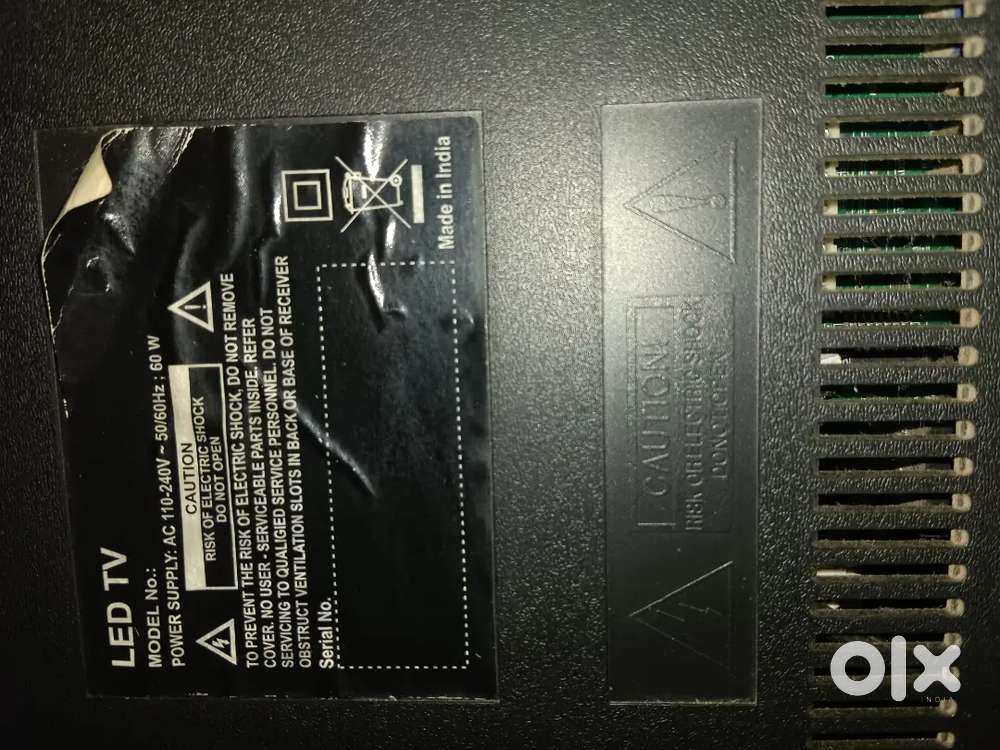 LED TV
MODEL No.:
POWER SUPPLY: AC 110-240V ~ 50/60Hz ; 60 W
CAUTION
RISK OF ELECTRIC SHOCK
DO NOT OPEN
TO PREVENT THE RISK OF ELECTRIC SHOCK, DO NOT REMOVE
COVER. NO USER - SERVICEABLE PARTS INSIDE. REFER
SERVICING TO QUALIGIED SERVICE PERSONNEL. DO NOT
OBSTRUCT VENTILATION SLOTS IN BACK OR BASE OF RECEIVER
Serial No.
Made in India
CAUTION
RISK OF ELECTRIC SHOCK
DO NOT OPEN
olx
INDIA